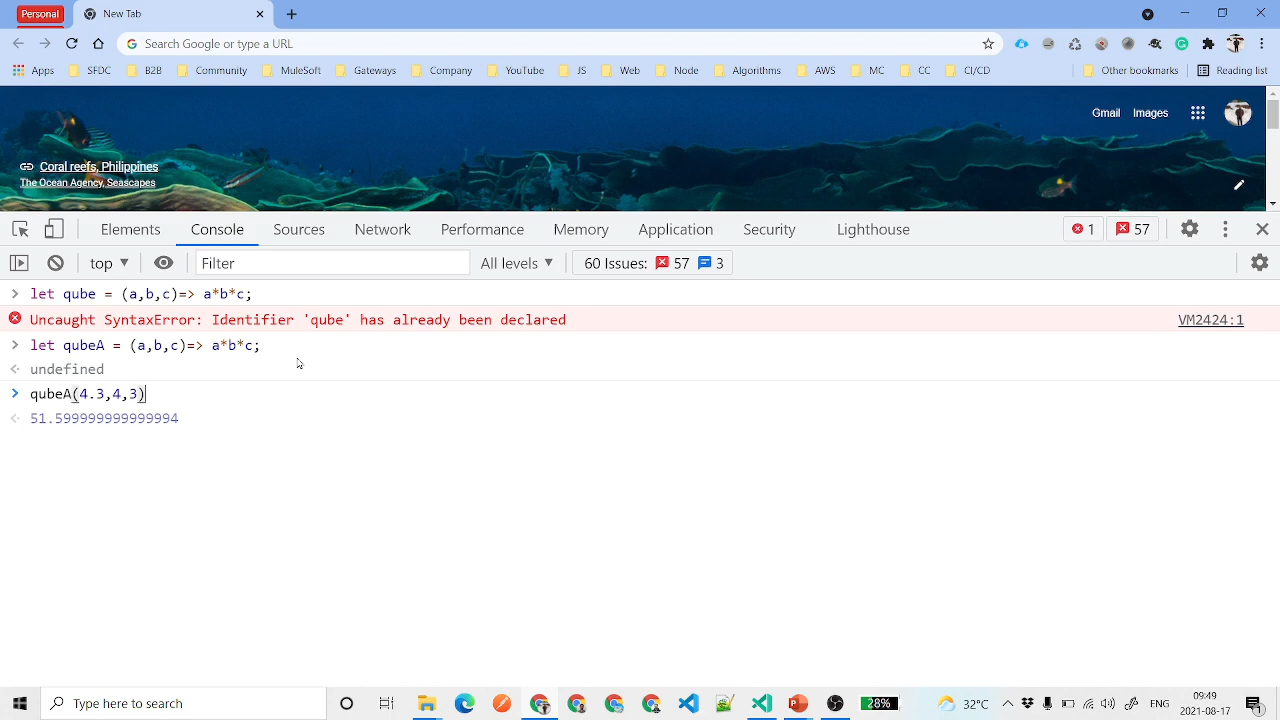 Personal
New Tab
Search Google or type a URL
Apps SFDC B2B Community MuleSoft Gateways Company YouTube JS Web Node Algorithms AWS MC CC CI/CD Other bookmarks Reading list
Gmail Images
Coral reefs, Philippines
The Ocean Agency, Seascapes
Elements Console Sources Network Performance Memory Application Security Lighthouse 1 57
top Filter All levels 60 Issues: 57 3
let qube = (a,b,c)=> a*b*c;
Uncaught SyntaxError: Identifier 'qube' has already been declared VM2424:1
let qubeA = (a,b,c)=> a*b*c;
undefined
qubeA(4.3,4,3)
51.599999999999994
Type here to search 28% 32°C ENG 09:49
2021-08-17